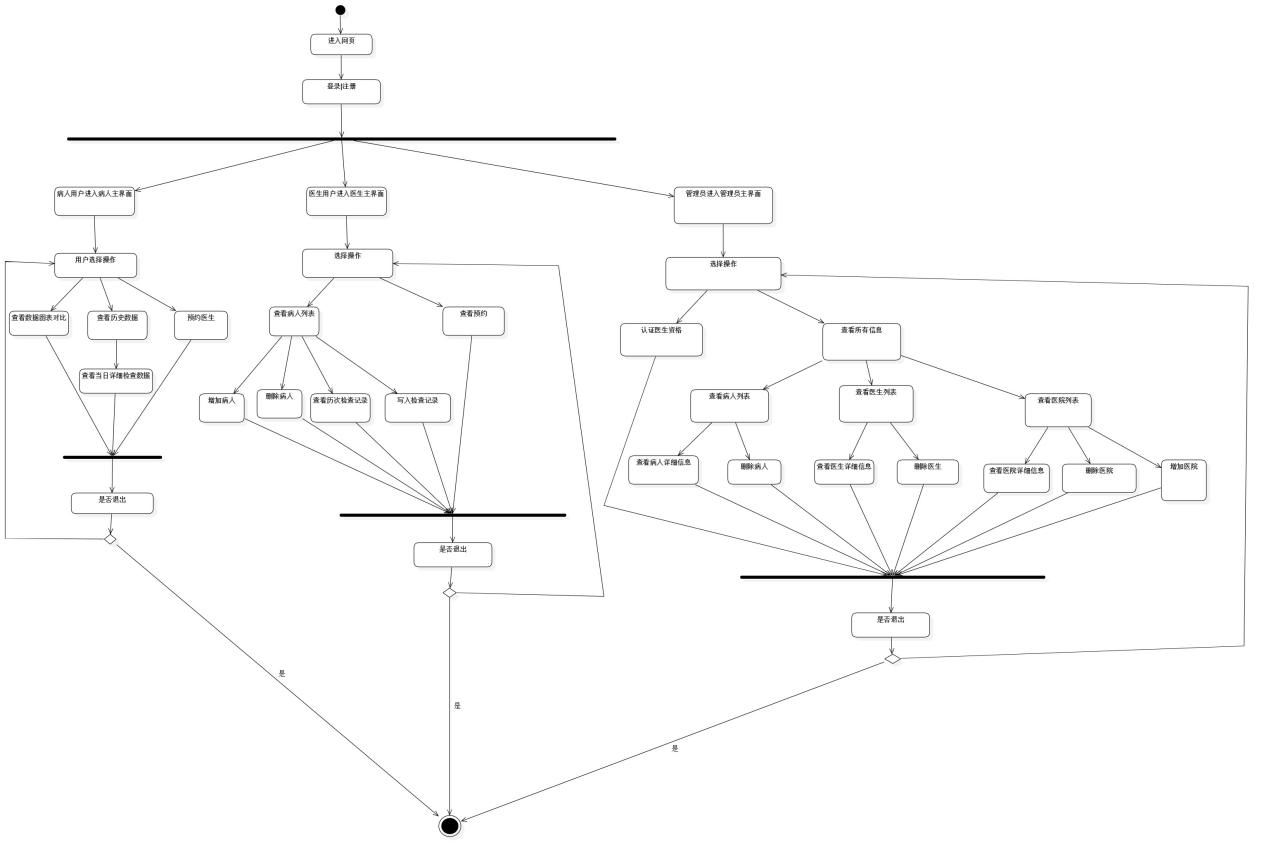 进入网页
登录|注册
病人用户进入病人主界面
医生用户进入医生主界面
管理员进入管理员主界面
用户选择操作
选择操作
选择操作
查看数据图表对比
查看历史数据
预约医生
查看病人列表
查看预约
认证医生资格
查看所有信息
查看当日详细检查数据
增加病人
删除病人
查看历次检查记录
写入检查记录
查看病人列表
查看医生列表
查看医院列表
查看病人详细信息
删除病人
查看医生详细信息
删除医生
查看医院详细信息
删除医院
增加医院
是否退出
是否退出
是否退出
是
是
是